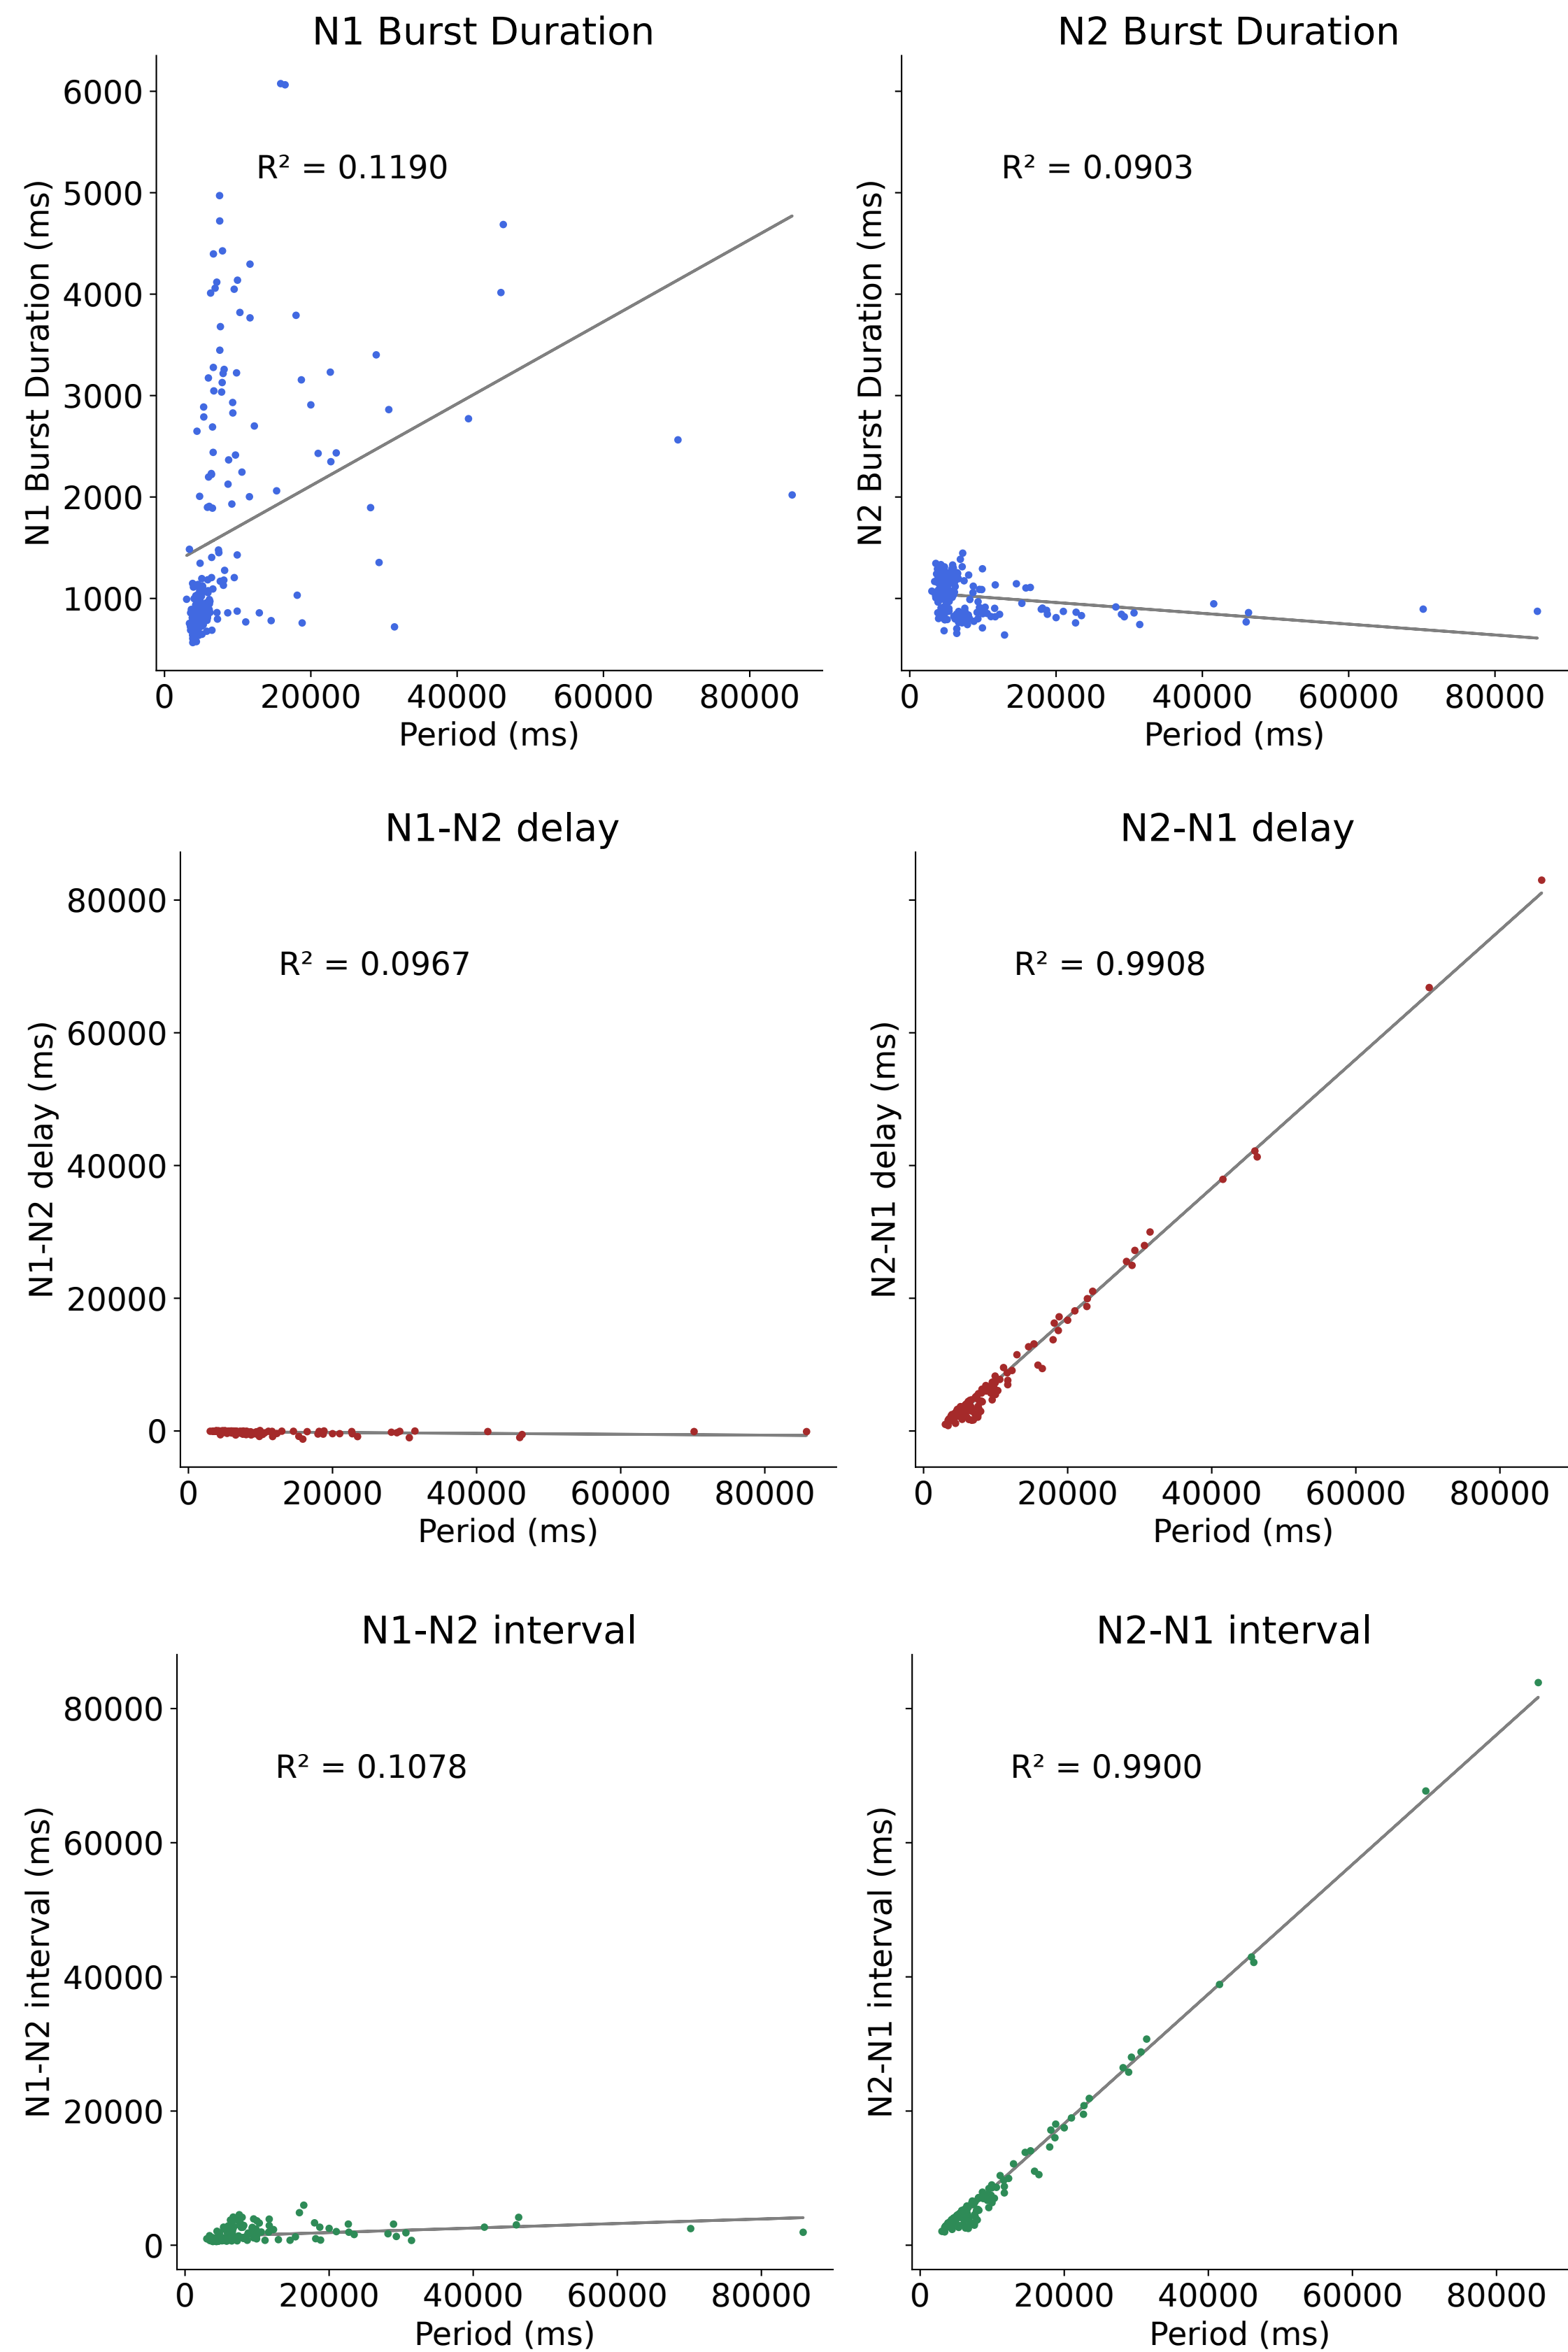 N1 Burst Duration
N1 Burst Duration (ms)
6000
5000
4000
3000
2000
1000
R² = 0.1190
0 20000 40000 60000 80000
Period (ms)
N2 Burst Duration
N2 Burst Duration (ms)
R² = 0.0903
0 20000 40000 60000 80000
Period (ms)
N1-N2 delay
N1-N2 delay (ms)
80000
60000
40000
20000
0
R² = 0.0967
0 20000 40000 60000 80000
Period (ms)
N2-N1 delay
N2-N1 delay (ms)
R² = 0.9908
0 20000 40000 60000 80000
Period (ms)
N1-N2 interval
N1-N2 interval (ms)
80000
60000
40000
20000
0
R² = 0.1078
0 20000 40000 60000 80000
Period (ms)
N2-N1 interval
N2-N1 interval (ms)
R² = 0.9900
0 20000 40000 60000 80000
Period (ms)